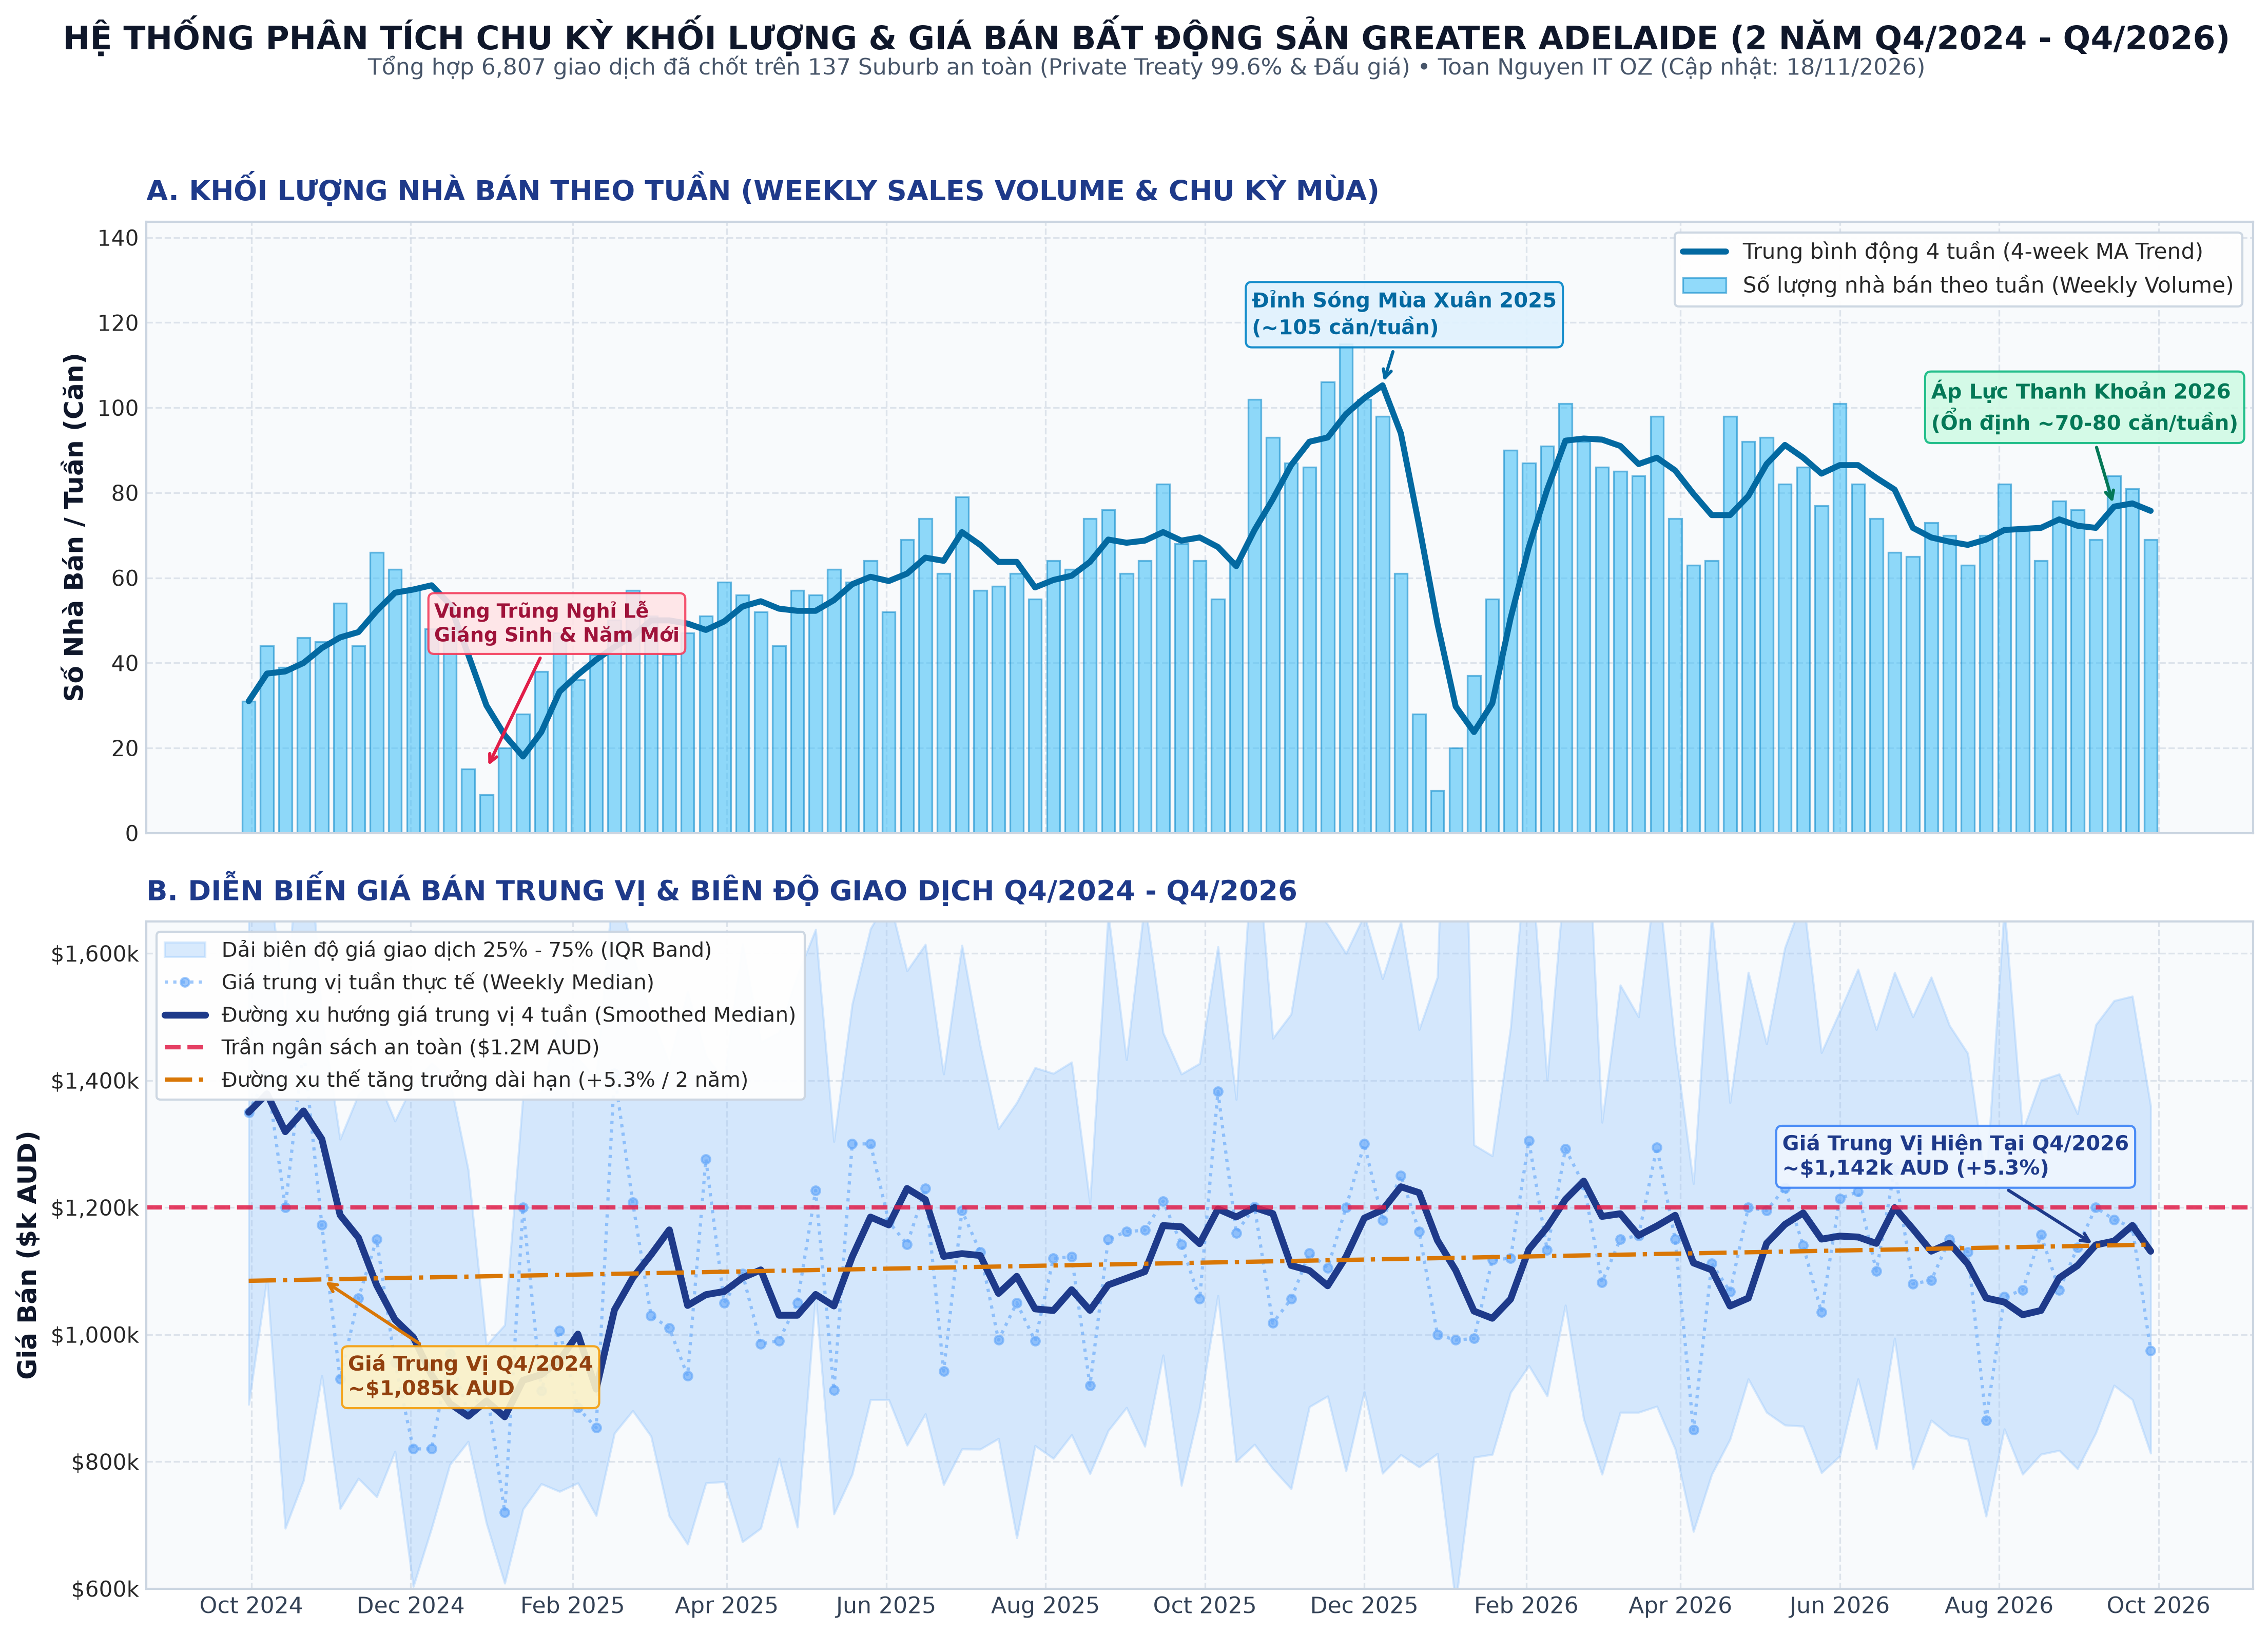 HỆ THỐNG PHÂN TÍCH CHU KỲ KHỐI LƯỢNG & GIÁ BÁN BẤT ĐỘNG SẢN GREATER ADELAIDE (2 NĂM Q4/2024 - Q4/2026)
Tổng hợp 6,807 giao dịch đã chốt trên 137 Suburb an toàn (Private Treaty 99.6% & Đấu giá) • Toan Nguyen IT OZ (Cập nhật: 18/11/2026)
A. KHỐI LƯỢNG NHÀ BÁN THEO TUẦN (WEEKLY SALES VOLUME & CHU KỲ MÙA)
Số Nhà Bán / Tuần (Căn)
140
120
100
80
60
40
20
0
Trung bình động 4 tuần (4-week MA Trend)
Số lượng nhà bán theo tuần (Weekly Volume)
Đỉnh Sóng Mùa Xuân 2025
(~105 căn/tuần)
Áp Lực Thanh Khoản 2026
(Ổn định ~70-80 căn/tuần)
Vùng Trũng Nghỉ Lễ
Giáng Sinh & Năm Mới
B. DIỄN BIẾN GIÁ BÁN TRUNG VỊ & BIÊN ĐỘ GIAO DỊCH Q4/2024 - Q4/2026
Giá Bán ($k AUD)
$1,600k
$1,400k
$1,200k
$1,000k
$800k
$600k
Dải biên độ giá giao dịch 25% - 75% (IQR Band)
Giá trung vị tuần thực tế (Weekly Median)
Đường xu hướng giá trung vị 4 tuần (Smoothed Median)
Trần ngân sách an toàn ($1.2M AUD)
Đường xu thế tăng trưởng dài hạn (+5.3% / 2 năm)
Giá Trung Vị Hiện Tại Q4/2026
~$1,142k AUD (+5.3%)
Giá Trung Vị Q4/2024
~$1,085k AUD
Oct 2024
Dec 2024
Feb 2025
Apr 2025
Jun 2025
Aug 2025
Oct 2025
Dec 2025
Feb 2026
Apr 2026
Jun 2026
Aug 2026
Oct 2026